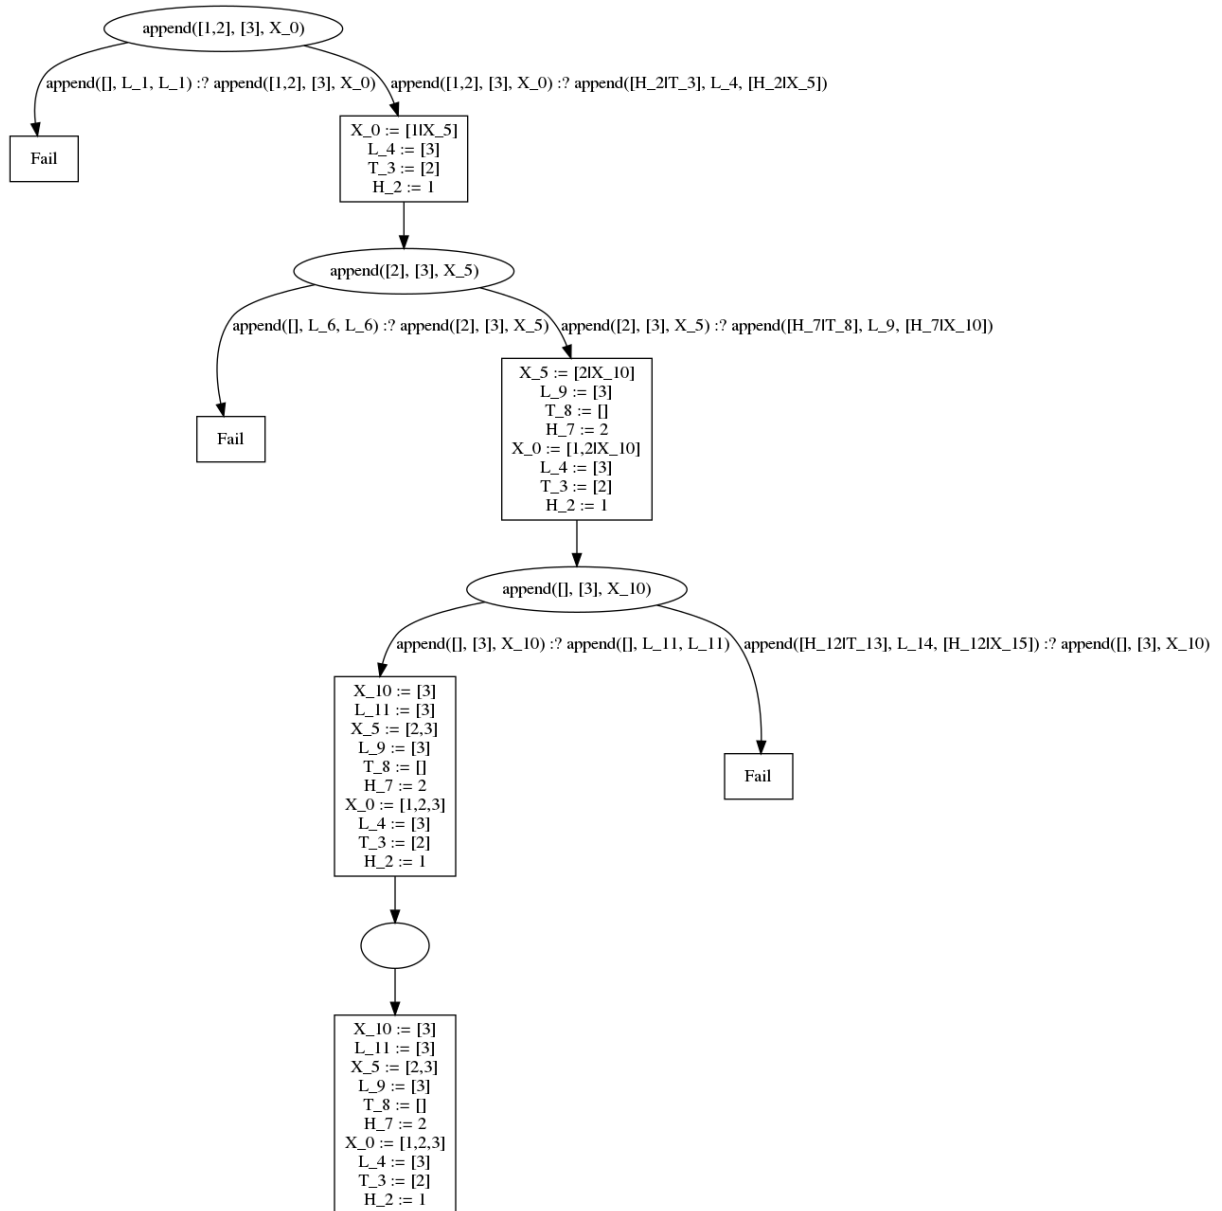 append([1,2], [3], X_0)
append([], L_1, L_1) :? append([1,2], [3], X_0)
append([1,2], [3], X_0) :? append([H_2|T_3], L_4, [H_2|X_5])
Fail
X_0 := [1|X_5]
L_4 := [3]
T_3 := [2]
H_2 := 1
append([2], [3], X_5)
append([], L_6, L_6) :? append([2], [3], X_5)
append([2], [3], X_5) :? append([H_7|T_8], L_9, [H_7|X_10])
Fail
X_5 := [2|X_10]
L_9 := [3]
T_8 := []
H_7 := 2
X_0 := [1,2|X_10]
L_4 := [3]
T_3 := [2]
H_2 := 1
append([], [3], X_10)
append([], [3], X_10) :? append([], L_11, L_11)
append([H_12|T_13], L_14, [H_12|X_15]) :? append([], [3], X_10)
X_10 := [3]
L_11 := [3]
X_5 := [2,3]
L_9 := [3]
T_8 := []
H_7 := 2
X_0 := [1,2,3]
L_4 := [3]
T_3 := [2]
H_2 := 1
Fail
X_10 := [3]
L_11 := [3]
X_5 := [2,3]
L_9 := [3]
T_8 := []
H_7 := 2
X_0 := [1,2,3]
L_4 := [3]
T_3 := [2]
H_2 := 1